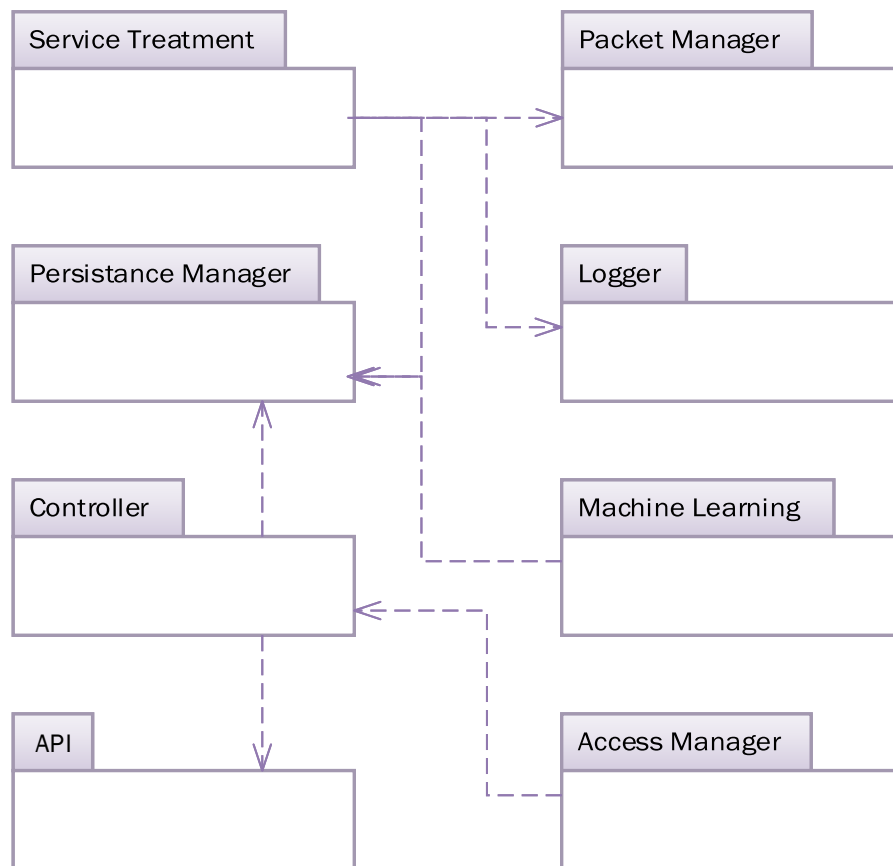 Service Treatment
Packet Manager
Persistance Manager
Logger
Controller
Machine Learning
API
Access Manager